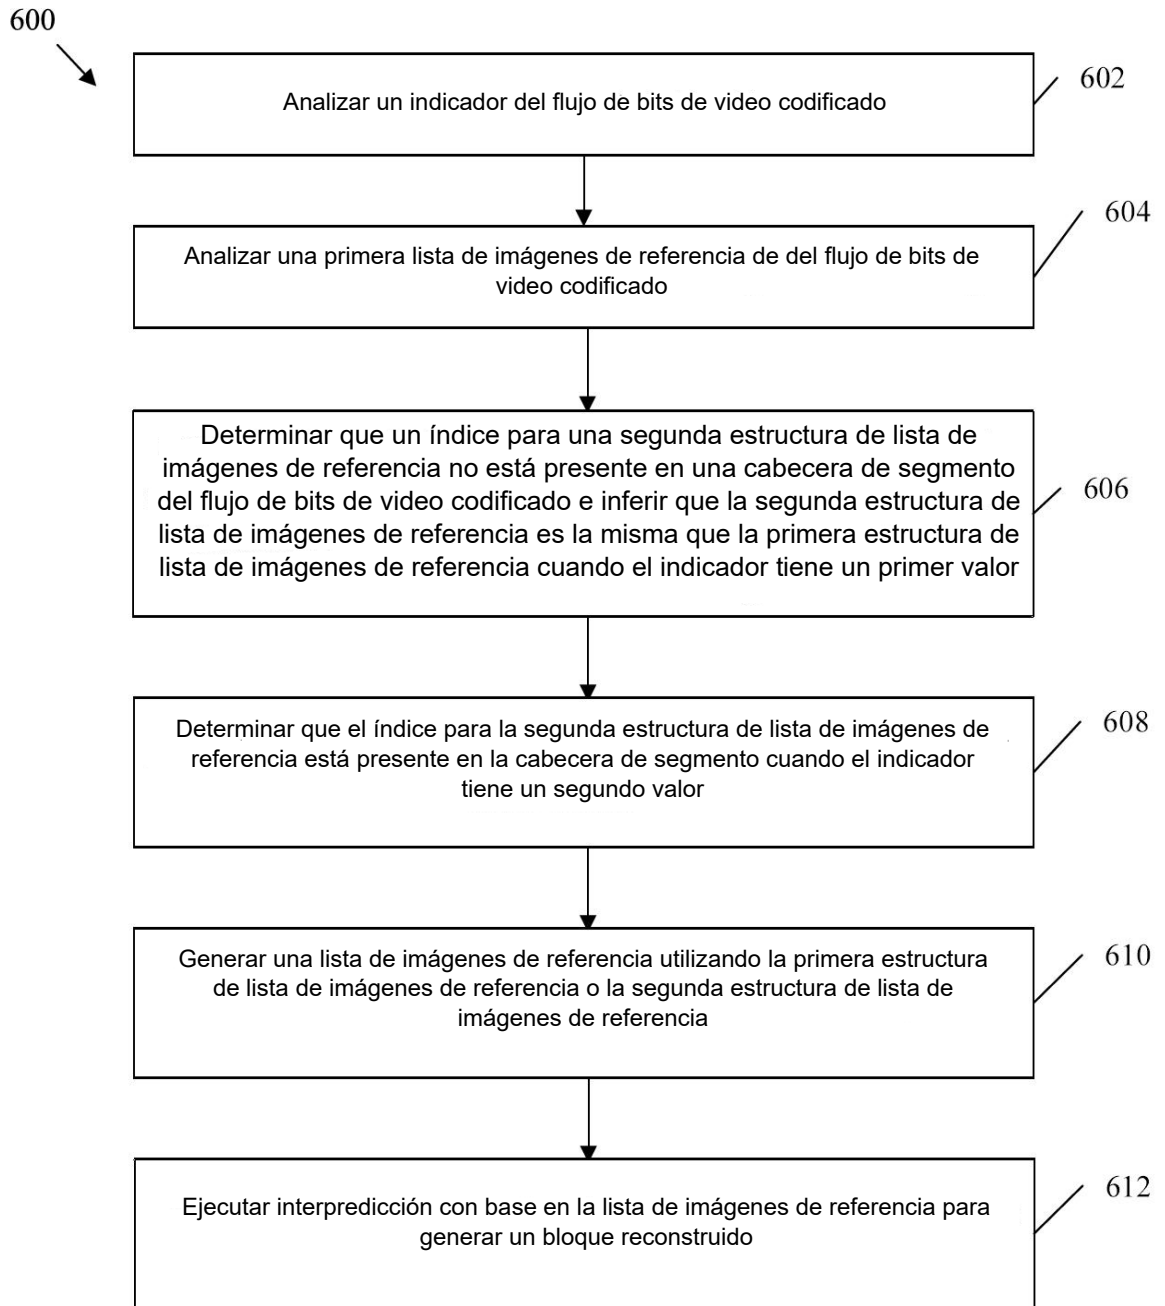 600
602
Analizar un indicador del flujo de bits de video codificado
604
Analizar una primera lista de imágenes de referencia de del flujo de bits de
video codificado
606
Determinar que un índice para una segunda estructura de lista de
imágenes de referencia no está presente en una cabecera de segmento
del flujo de bits de video codificado e inferir que la segunda estructura de
lista de imágenes de referencia es la misma que la primera estructura de
lista de imágenes de referencia cuando el indicador tiene un primer valor
608
Determinar que el índice para la segunda estructura de lista de imágenes de
referencia está presente en la cabecera de segmento cuando el indicador
tiene un segundo valor
610
Generar una lista de imágenes de referencia utilizando la primera estructura
de lista de imágenes de referencia o la segunda estructura de lista de
imágenes de referencia
612
Ejecutar interpredicción con base en la lista de imágenes de referencia para
generar un bloque reconstruido